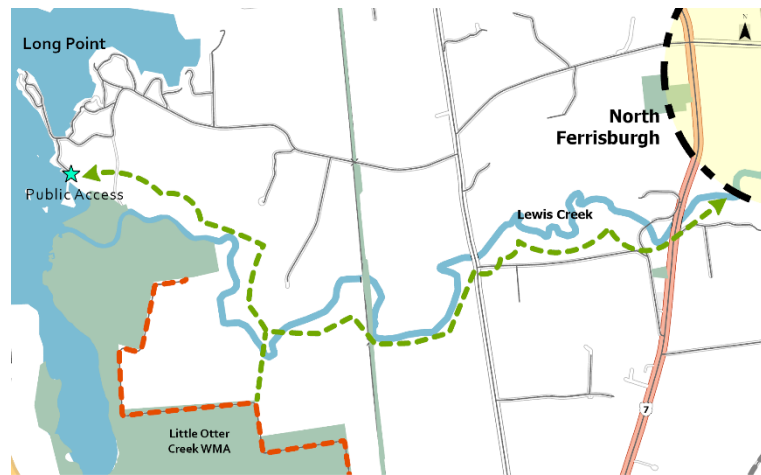 Long Point
N
North
Ferrisburgh
Public Access
Lewis Creek
7
Little Otter
Creek WMA